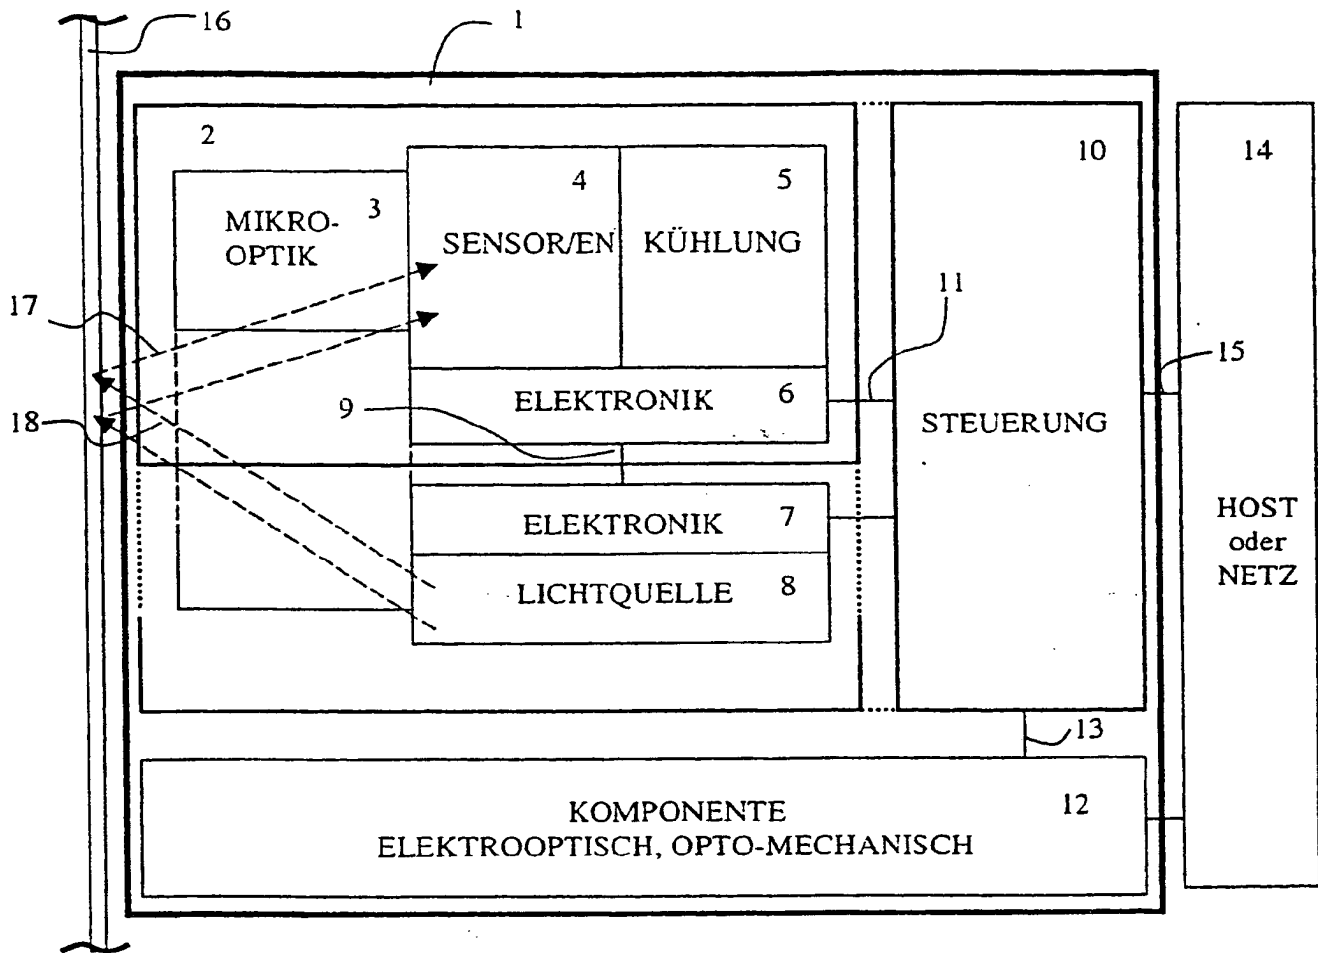 16
1
2
4
5
10
14
3
MIKRO-
OPTIK
SENSOR/EN
KÜHLUNG
17
11
15
9
ELEKTRONIK
6
STEUERUNG
18
ELEKTRONIK
7
HOST
oder
NETZ
LICHTQUELLE
8
13
KOMPONENTE
12
ELEKTROOPTISCH, OPTO-MECHANISCH